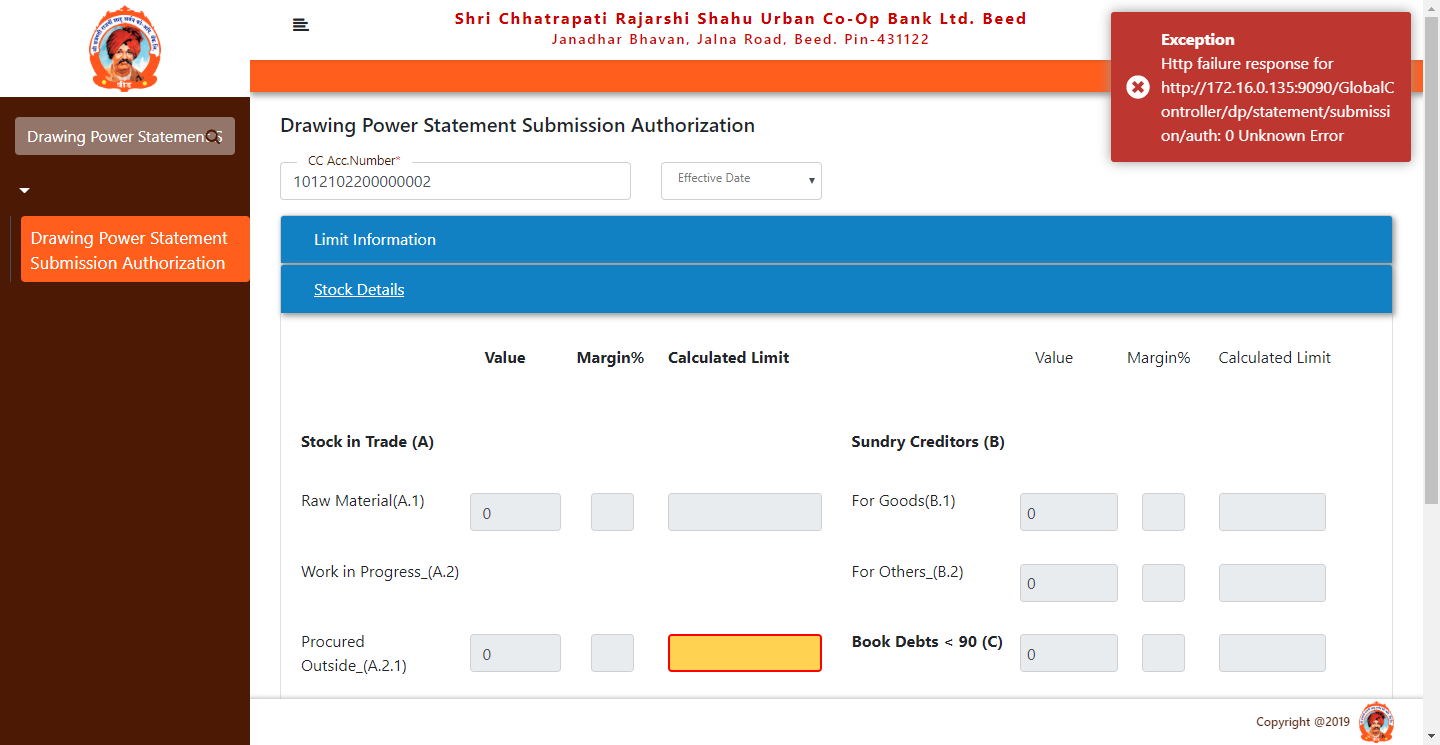 Shri Chhatrapati Rajarshi Shahu Urban Co-Op Bank Ltd. Beed
Janadhar Bhavan, Jalna Road, Beed. Pin-431122
Exception
Http failure response for
http://172.16.0.135:9090/GlobalC
ontroller/dp/statement/submissi
on/auth: 0 Unknown Error
Drawing Power Statement S
Drawing Power Statement
Submission Authorization
Drawing Power Statement Submission Authorization
CC Acc.Number*
1012102200000002
Effective Date
Limit Information
Stock Details
Value Margin% Calculated Limit Value Margin% Calculated Limit
Stock in Trade (A) Sundry Creditors (B)
Raw Material(A.1) 0 For Goods(B.1) 0
Work in Progress_(A.2) For Others_(B.2) 0
Procured
Outside_(A.2.1) 0 Book Debts < 90 (C) 0
Copyright @2019